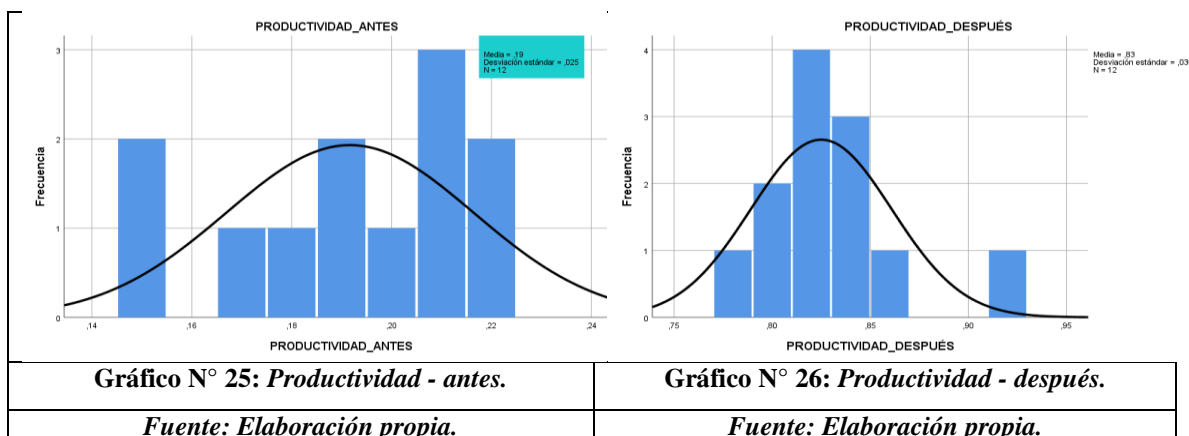 PRODUCTIVIDAD_ANTES
Media = ,19
Desviación estándar = ,025
N = 12
Frecuencia
3
2
1
0
,14 ,16 ,18 ,20 ,22 ,24
PRODUCTIVIDAD_ANTES
PRODUCTIVIDAD_DESPUÉS
Media = ,83
Desviación estándar = ,03
N = 12
Frecuencia
4
3
2
1
0
,75 ,80 ,85 ,90 ,95
PRODUCTIVIDAD_DESPUÉS
Gráfico N° 25: Productividad - antes.
Gráfico N° 26: Productividad - después.
Fuente: Elaboración propia.
Fuente: Elaboración propia.